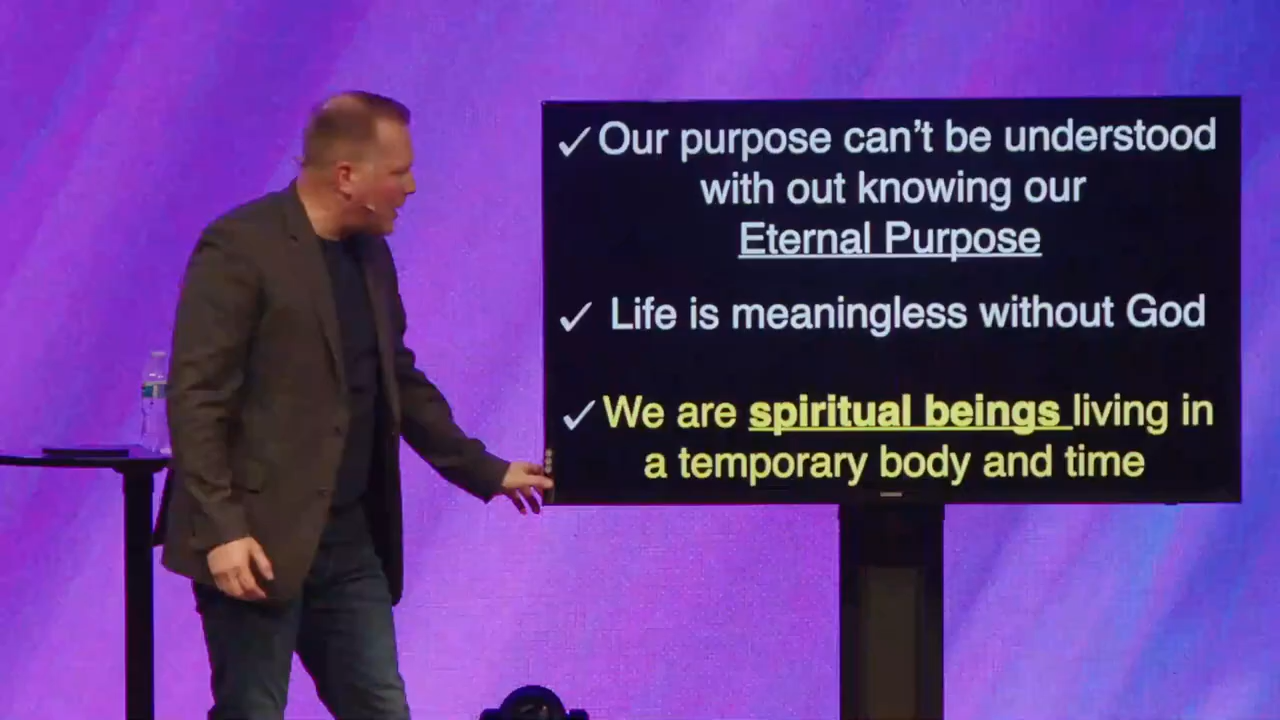 ✓Our purpose can't be understood
with out knowing our
Eternal Purpose
✓ Life is meaningless without God
✓We are spiritual beings living in
a temporary body and time